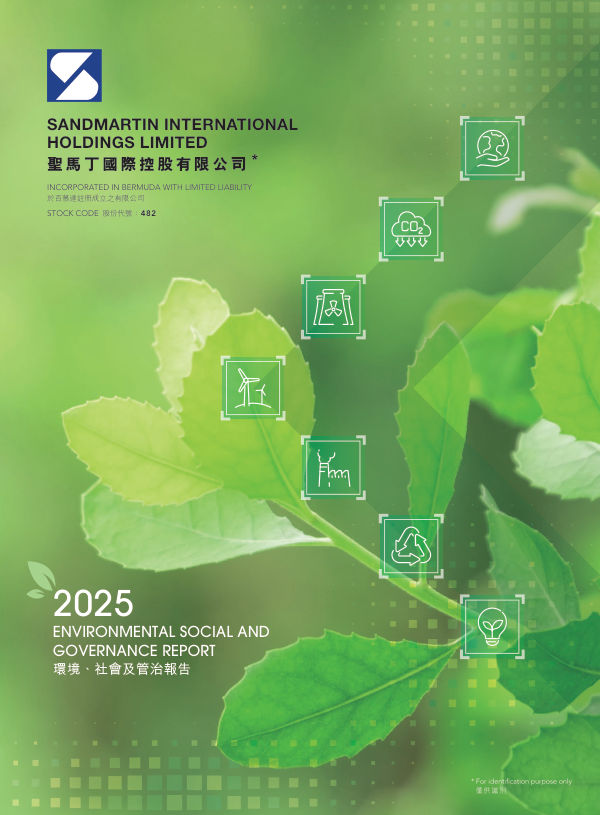 SANDMARTIN INTERNATIONAL
HOLDINGS LIMITED
聖馬丁國際控股有限公司*
INCORPORATED IN BERMUDA WITH LIMITED LIABILITY
於百慕達註冊成立之有限公司
STOCK CODE 股份代號：482
CO2
2025
ENVIRONMENTAL SOCIAL AND
GOVERNANCE REPORT
環境、社會及管治報告
* For identification purpose only
僅供識別